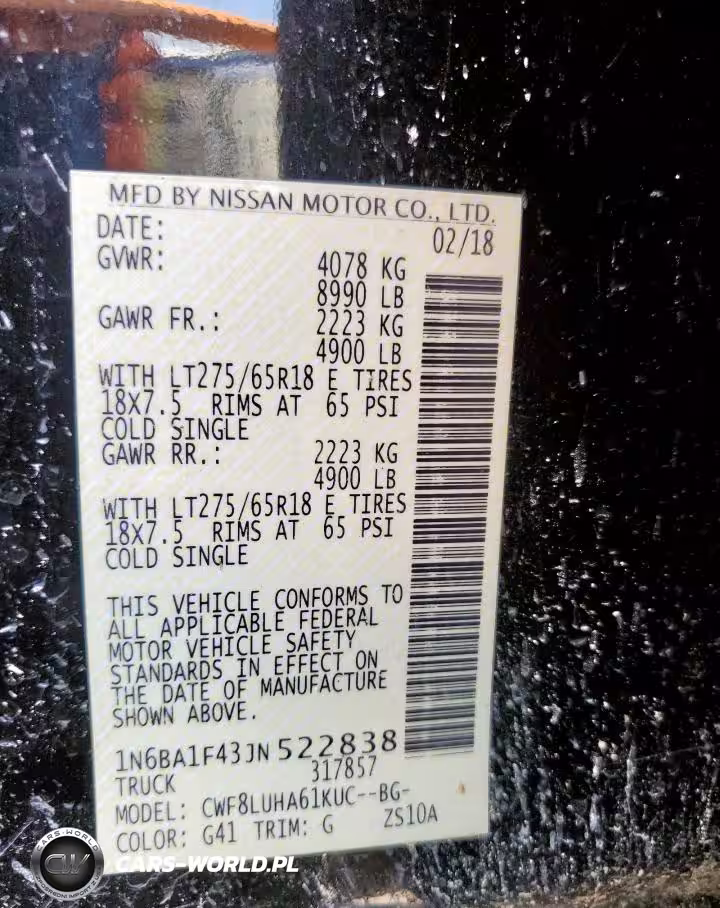 MFD BY NISSAN MOTOR CO., LTD.
DATE: 02/18
GVWR: 4078 KG
8990 LB
GAWR FR.: 2223 KG
4900 LB
WITH LT275/65R18 E TIRES
18X7.5 RIMS AT 65 PSI
COLD SINGLE
GAWR RR.: 2223 KG
4900 LB
WITH LT275/65R18 E TIRES
18X7.5 RIMS AT 65 PSI
COLD SINGLE
THIS VEHICLE CONFORMS TO
ALL APPLICABLE FEDERAL
MOTOR VEHICLE SAFETY
STANDARDS IN EFFECT ON
THE DATE OF MANUFACTURE
SHOWN ABOVE.
1N6BA1F43JN522838
TRUCK 317857
MODEL: CWF8LUHA61KUC--BG-
COLOR: G41 TRIM: G ZS10A
CARS-WORLD
CW
CARS-WORLD.PL